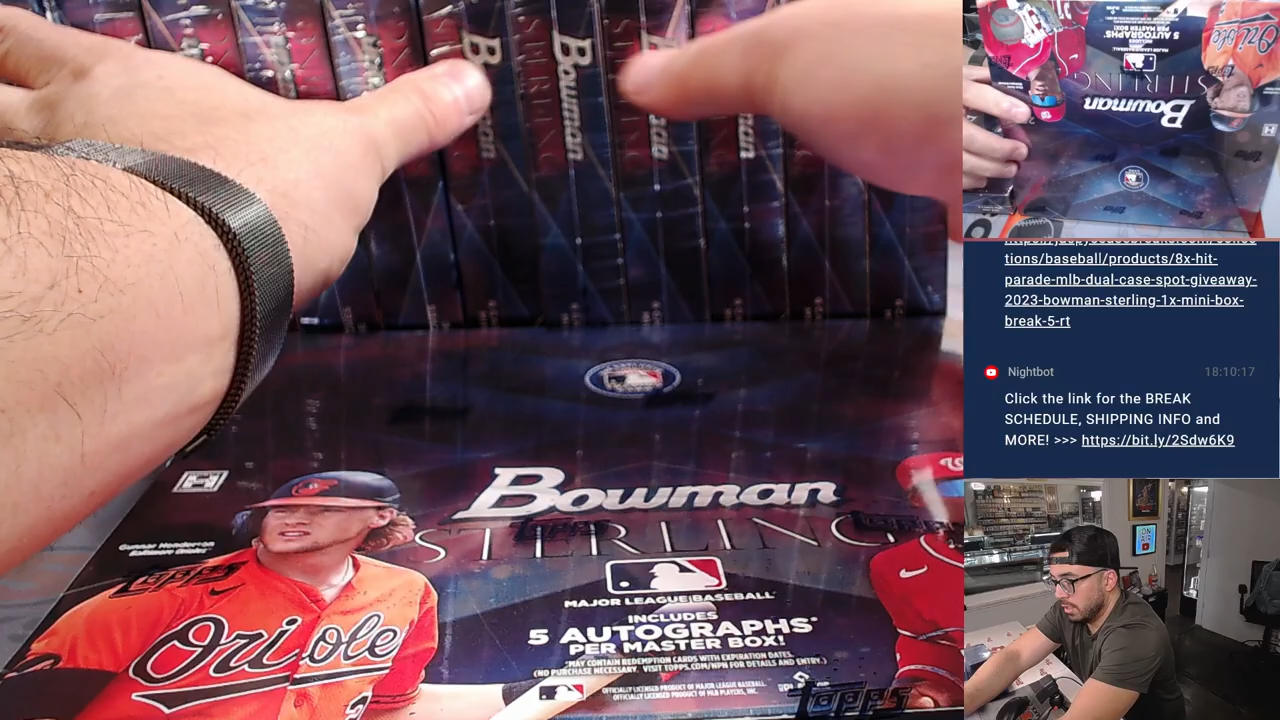 Bowman
Bowman
STERLING
Gunnar Henderson
Baltimore Orioles
Bowman
STERLING
MAJOR LEAGUE BASEBALL
INCLUDES
5 AUTOGRAPHS*
PER MASTER BOX!
*MAY CONTAIN REDEMPTION CARDS WITH EXPIRATION DATES.
(NO PURCHASE NECESSARY. VISIT TOPPS.COM/NPN FOR DETAILS AND ENTRY.)
OFFICIALLY LICENSED PRODUCT OF MAJOR LEAGUE BASEBALL
OFFICIALLY LICENSED PRODUCT OF MLB PLAYERS, INC.
topps
topps
Oriole
Oriole
5 AUTOGRAPHS*
PER MASTER BOX!
INCLUDES
MAJOR LEAGUE BASEBALL
STERLING
Bowman
tions/baseball/products/8x-hit-
parade-mlb-dual-case-spot-giveaway-
2023-bowman-sterling-1x-mini-box-
break-5-rt
Nightbot 18:10:17
Click the link for the BREAK
SCHEDULE, SHIPPING INFO and
MORE! >>> https://bit.ly/2Sdw6K9